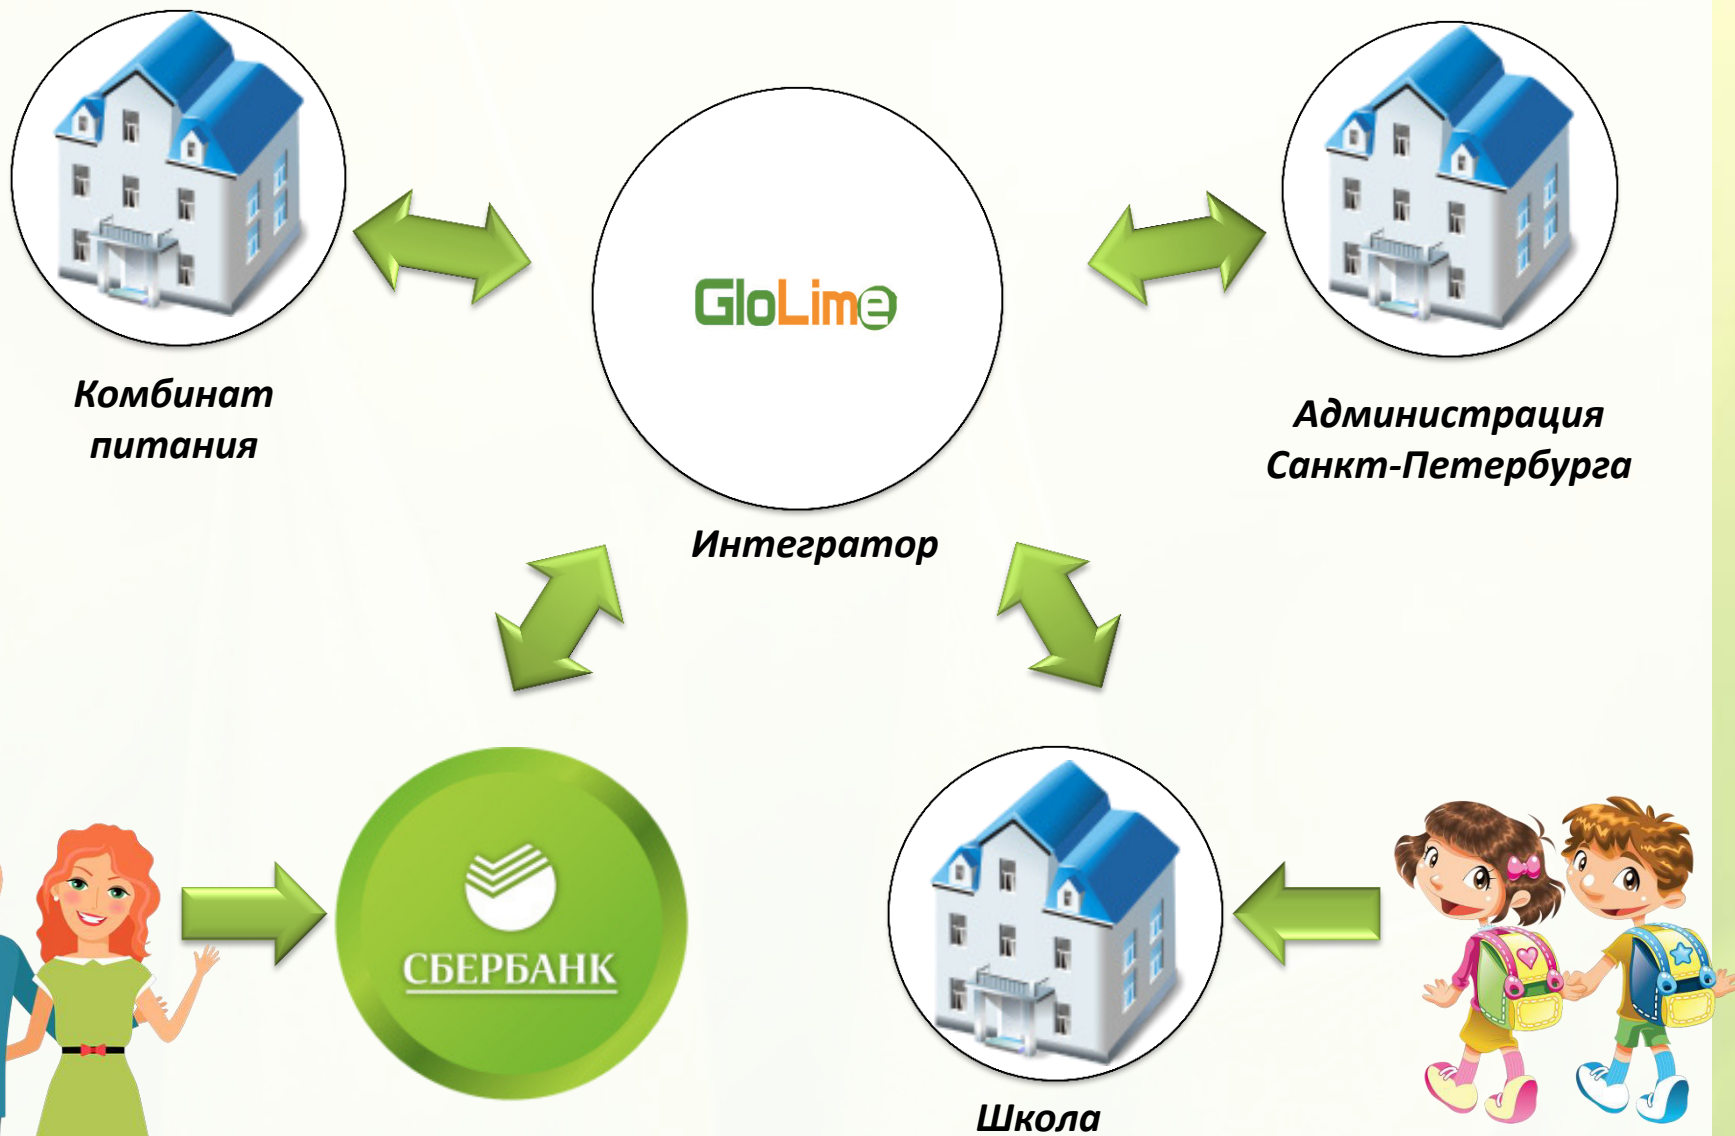 GloLime
Комбинат
питания
Администрация
Санкт-Петербурга
Интегратор
СБЕРБАНК
Школа